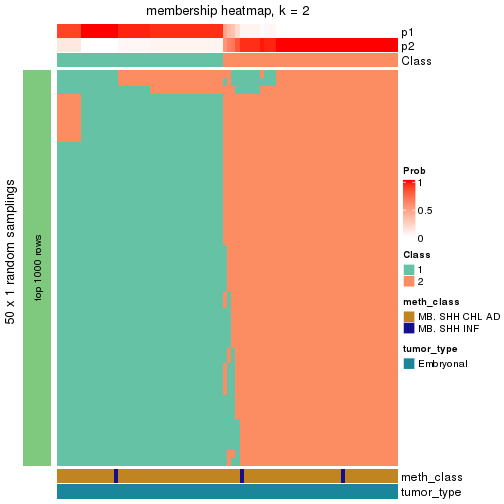 membership heatmap, k = 2
p1
p2
Class
50 x 1 random samplings
top 1000 rows
Prob
1
0.5
0
Class
1
2
meth_class
MB. SHH CHL AD
MB. SHH INF
tumor_type
Embryonal
meth_class
tumor_type